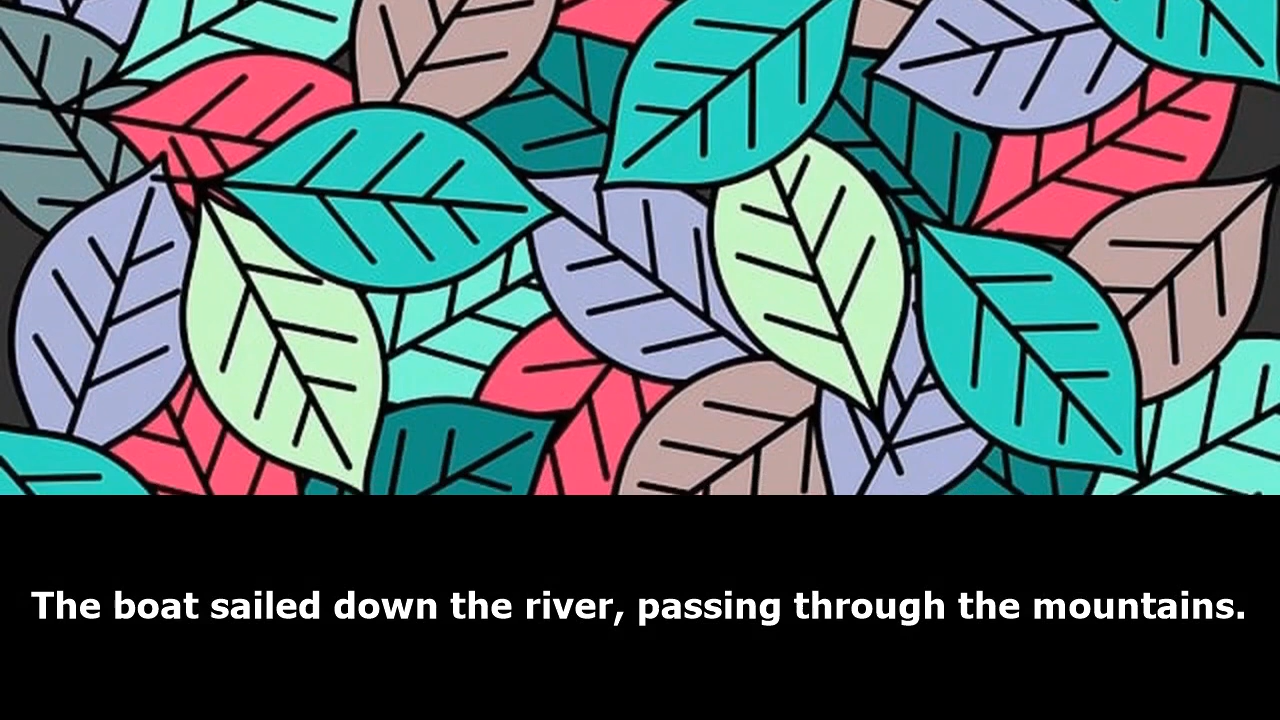 The boat sailed down the river, passing through the mountains.